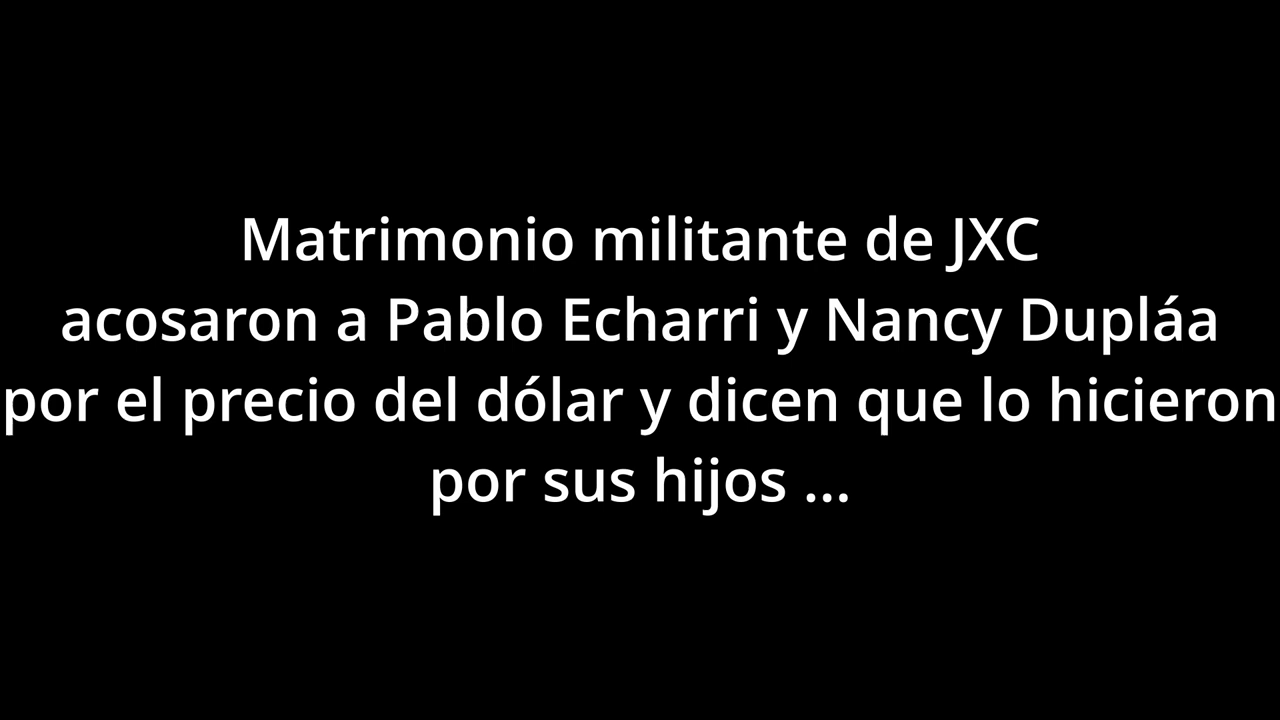 Matrimonio militante de JXC
acosaron a Pablo Echarri y Nancy Dupláa
por el precio del dólar y dicen que lo hicieron
por sus hijos ...